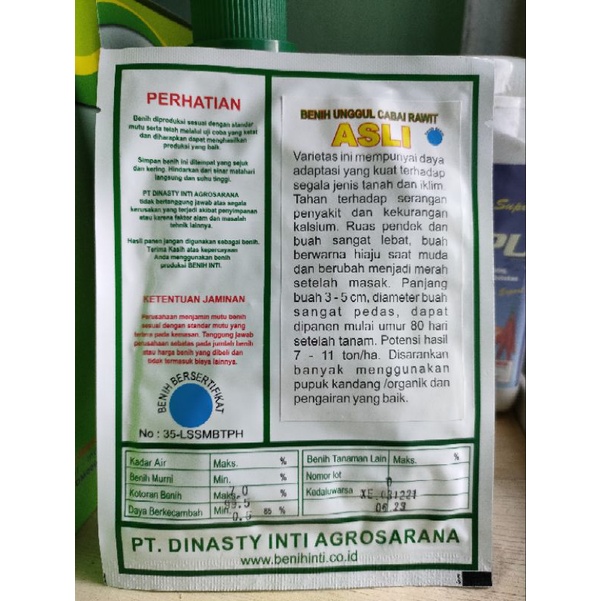 PERHATIAN
Benih diproduksi sesuai dengan standar
mutu serta telah melalui uji coba yang ketat
dan diharapkan dapat menghasilkan
produksi yang baik.
Simpan benih ini ditempat yang sejuk
dan kering. Hindarkan dari sinar matahari
langsung dan suhu tinggi.
PT DINASTY INTI AGROSARANA
tidak bertanggung jawab atas segala
kerusakan yang terjadi akibat penyimpanan
atau karena faktor alam dan masalah
tehnik lainnya.
Hasil panen jangan digunakan sebagai benih.
Terima Kasih atas kepercayaan
Anda menggunakan benih
produksi BENIH INTI.
KETENTUAN JAMINAN
Perusahaan menjamin mutu benih
sesuai dengan standar mutu yang
tertera pada kemasan. Tanggung jawab
perusahaan sebatas pada jumlah benih
atau harga benih yang dibeli dan
tidak termasuk biaya lainnya.
BENIH BERSERTIFIKAT
No : 35-LSSMBTPH
BENIH UNGGUL CABAI RAWIT
ASLI
Varietas ini mempunyai daya
adaptasi yang kuat terhadap
segala jenis tanah dan iklim.
Tahan terhadap serangan
penyakit dan kekurangan
kalsium. Ruas pendek dan
buah sangat lebat, buah
berwarna hiaju saat muda
dan berubah menjadi merah
setelah masak. Panjang
buah 3 - 5 cm, diameter buah
sangat pedas, dapat
dipanen mulai umur 80 hari
setelah tanam. Potensi hasil
7 - 11 ton/ha. Disarankan
banyak menggunakan
pupuk kandang /organik dan
pengairan yang baik.
Kadar Air Maks. %
Benih Murni Min. %
Kotoran Benih Maks. %
Daya Berkecambah Min. 85 %
99.5
0.5
Benih Tanaman Lain Maks. %
Nomor lot
Kadaluwarsa
06.23
PT. DINASTY INTI AGROSARANA
www.benihinti.co.id